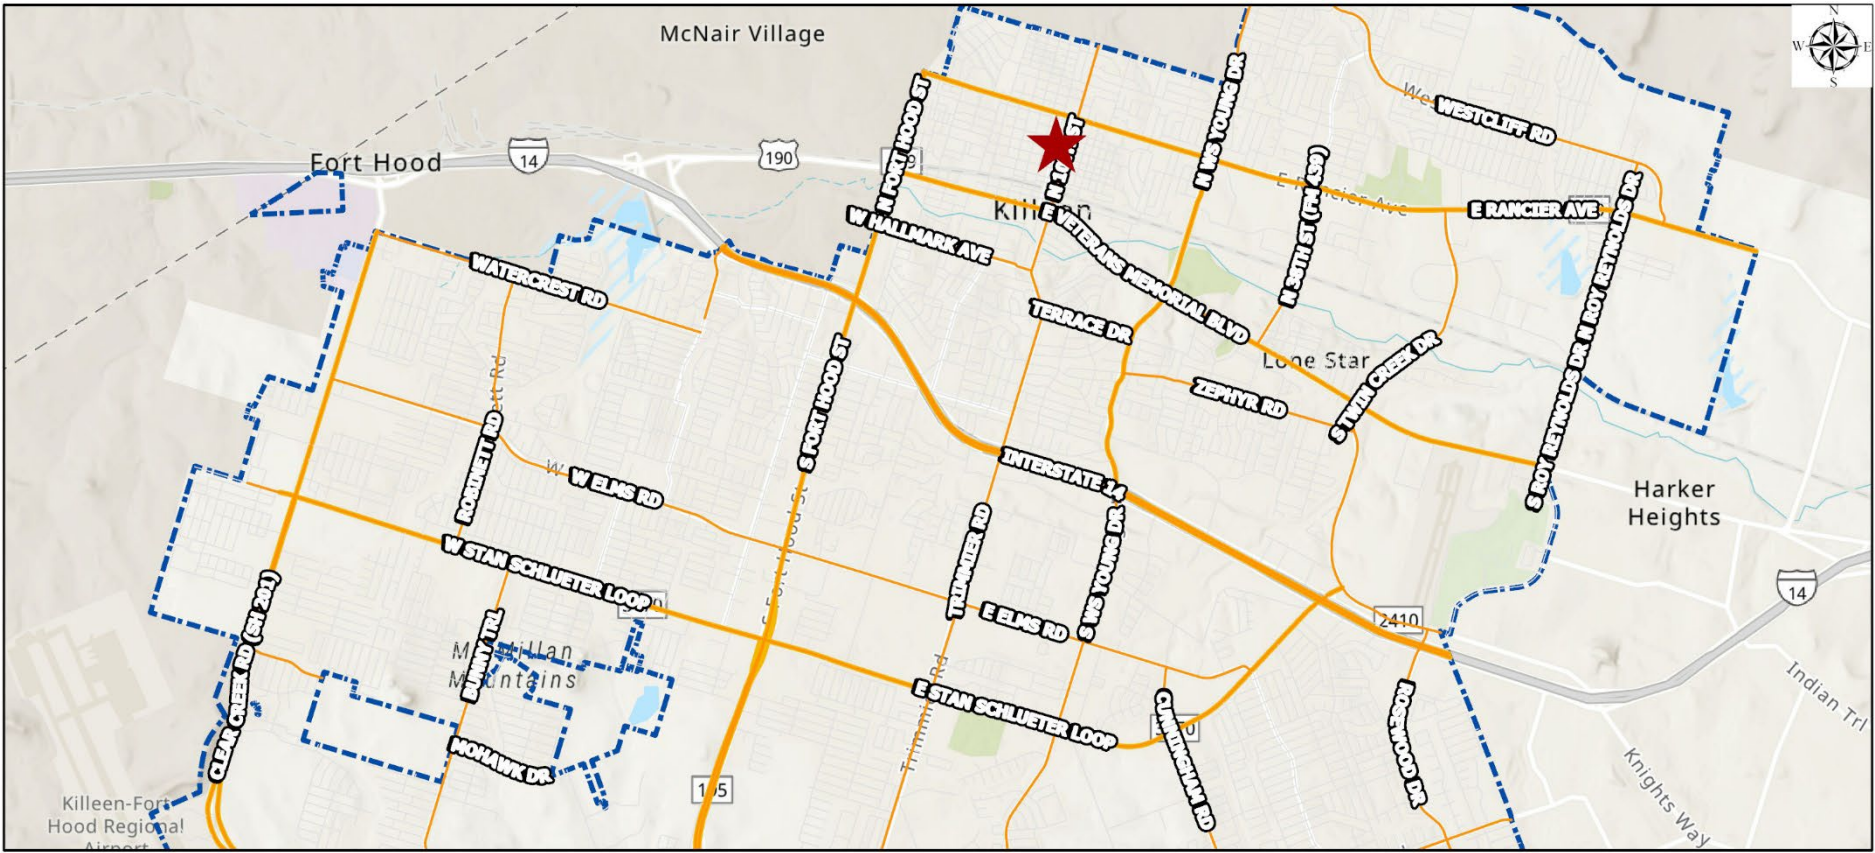 McNair Village
N
W
E
S
WESTCLIFF RD
N FORT HOOD ST
N WS YOUNG DR
Fort Hood
14
190
N 38TH ST (FM 439)
E RANCIER AVE
W HALLMARK AVE
E VETERANS MEMORIAL BLVD
WATERCREST RD
TERRACE DR
N ROY REYNOLDS DR
S ROY REYNOLDS DR
Lone Star
S TWIN CREEK DR
ZEPHYR RD
S FORT HOOD ST
ROBINETT RD
W ELMS RD
INTERSTATE 14
Harker
Heights
TRIMMIER RD
S WS YOUNG DR
W STAN SCHLUETER LOOP
CLEAR CREEK RD (SH 201)
BUNNY TRL
E ELMS RD
2410
14
Indian Trl
E STAN SCHLUETER LOOP
CUNNINGHAM RD
ROSEWOOD DR
MOHAWK DR
Knights Way
Killeen-Fort
Hood Regional
Airport